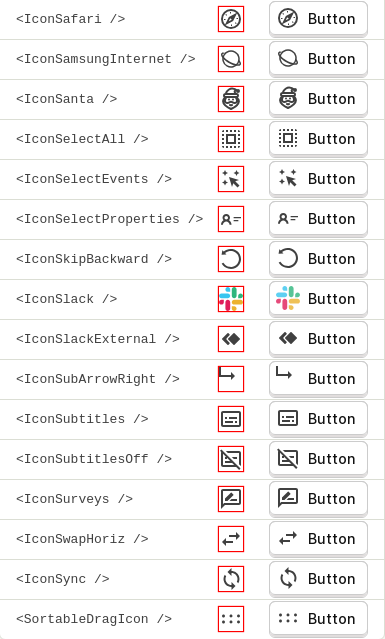 <IconSafari /> Button
<IconSamsungInternet /> Button
<IconSanta /> Button
<IconSelectAll /> Button
<IconSelectEvents /> Button
<IconSelectProperties /> Button
<IconSkipBackward /> Button
<IconSlack /> Button
<IconSlackExternal /> Button
<IconSubArrowRight /> Button
<IconSubtitles /> Button
<IconSubtitlesOff /> Button
<IconSurveys /> Button
<IconSwapHoriz /> Button
<IconSync /> Button
<SortableDragIcon /> Button